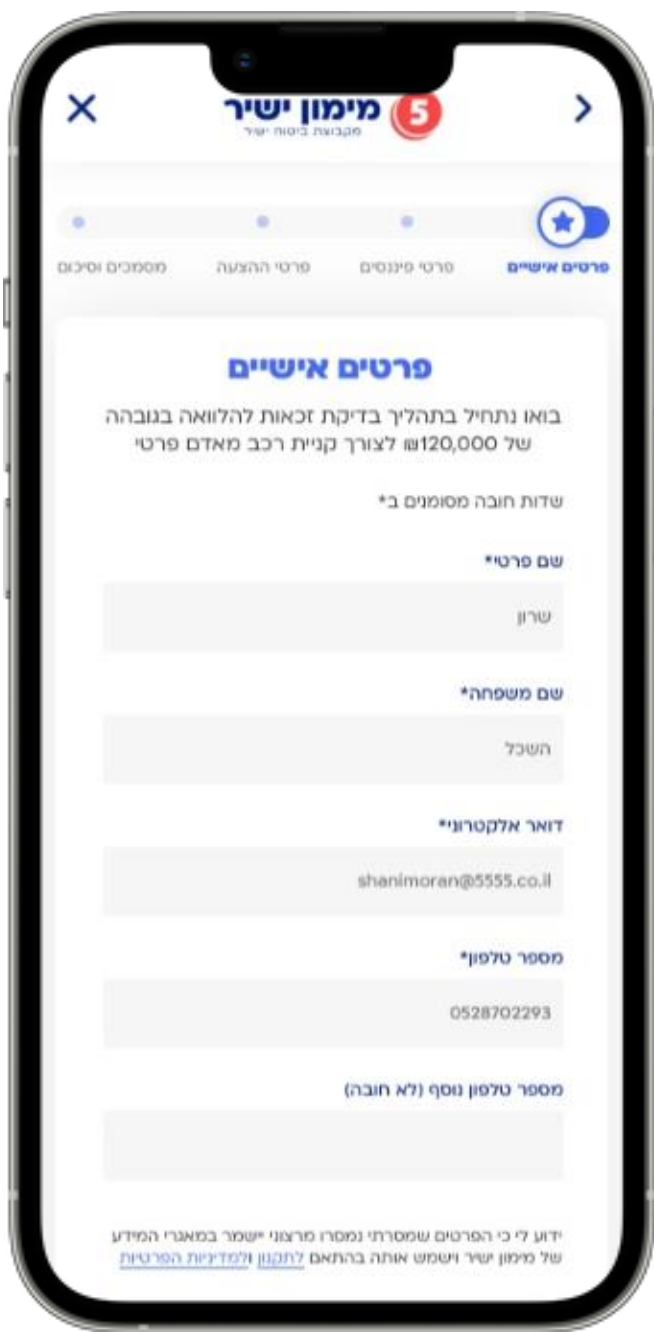 מימון ישיר 5
מקבוצת ביטוח ישיר
פרטים אישיים
פרטי פיננסים
פרטי ההצעה
מסמכים וסיכום
פרטים אישיים
בואו נתחיל בתהליך בדיקת זכאות להלוואה בגובהה
של 120,000₪ לצורך קניית רכב מאדם פרטי
שדות חובה מסומנים ב*
שם פרטי*
שרון
שם משפחה*
השכל
דואר אלקטרוני*
shanimoran@5555.co.il
מספר טלפון*
0528702293
מספר טלפון נוסף (לא חובה)
ידוע לי כי הפרטים שמסרתי נמסרו מרצוני יישמר במאגרי המידע
של מימון ישיר וישמש אותה בהתאם לתקנון ולמדיניות הפרטיות